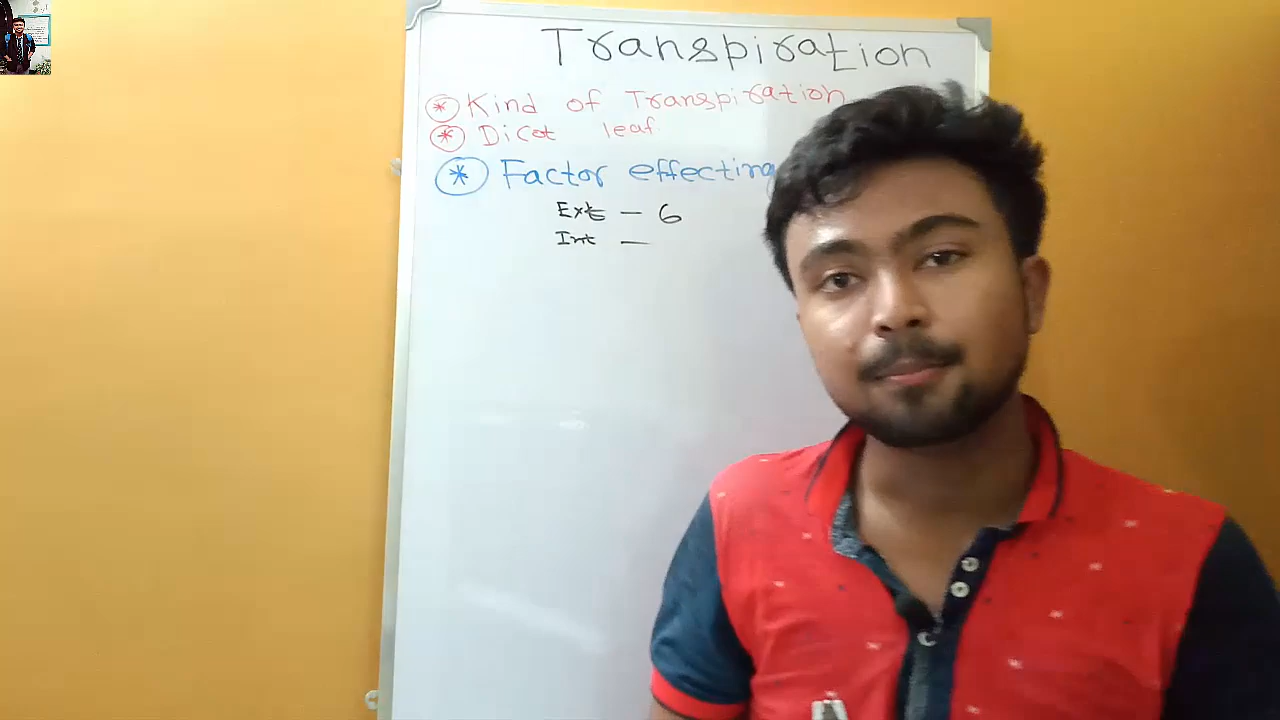 Transpiration
* Kind of Transpiration
* Dicot leaf.
* Factor effecting
Ext - 6
Int -